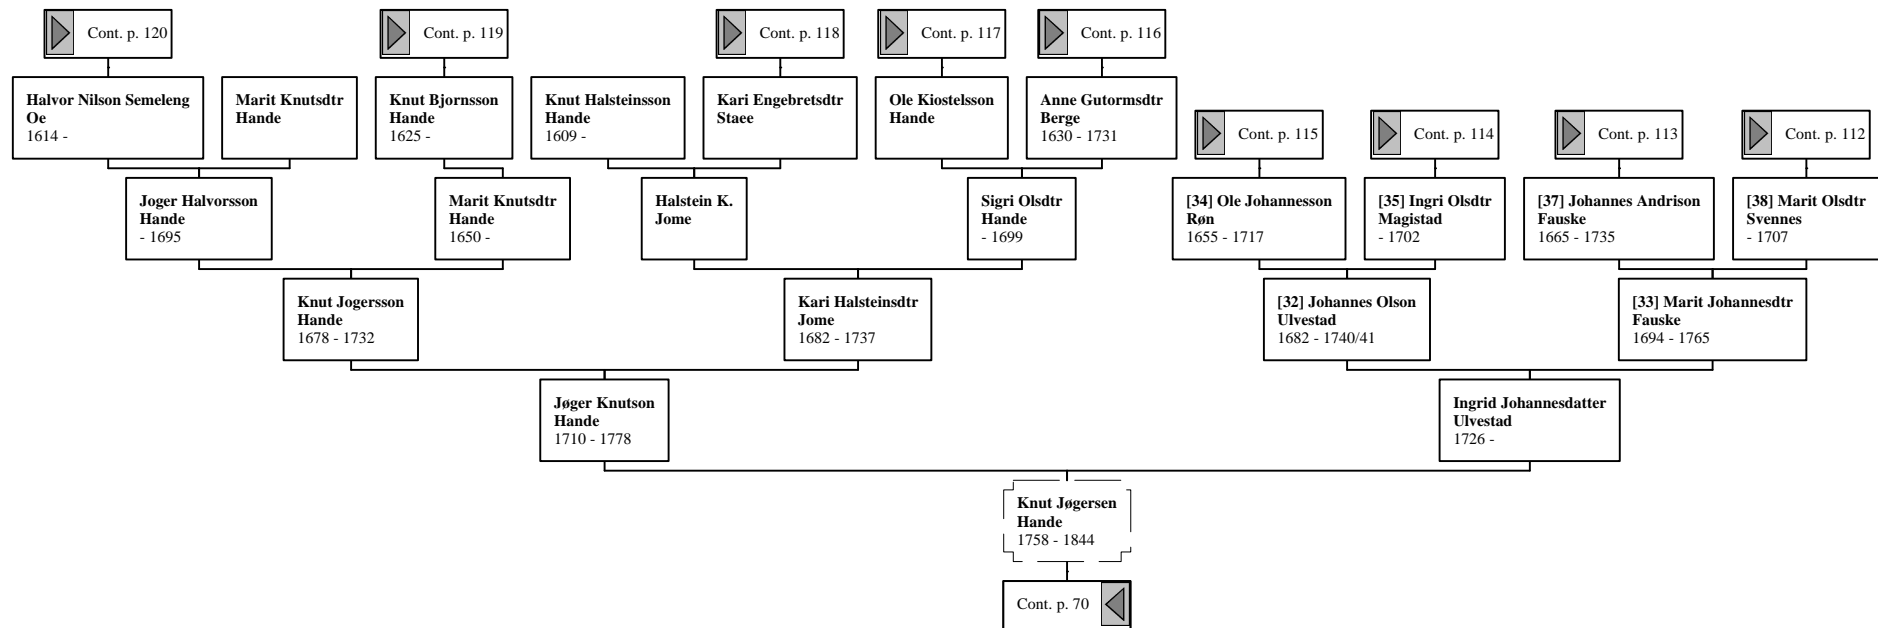 Cont. p. 120
Cont. p. 119
Cont. p. 118
Cont. p. 117
Cont. p. 116
Halvor Nilson Semeleng
Oe
1614 -
Marit Knutsdtr
Hande
Knut Bjornsson
Hande
1625 -
Knut Halsteinsson
Hande
1609 -
Kari Engebretsdtr
Staee
Ole Kiostelsson
Hande
Anne Gutormsdtr
Berge
1630 - 1731
Cont. p. 115
Cont. p. 114
Cont. p. 113
Cont. p. 112
Joger Halvorsson
Hande
- 1695
Marit Knutsdtr
Hande
1650 -
Halstein K.
Jome
Sigri Olsdtr
Hande
- 1699
[34] Ole Johannesson
Røn
1655 - 1717
[35] Ingri Olsdtr
Magistad
- 1702
[37] Johannes Andrison
Fauske
1665 - 1735
[38] Marit Olsdtr
Svennes
- 1707
Knut Jogersson
Hande
1678 - 1732
Kari Halsteinsdtr
Jome
1682 - 1737
[32] Johannes Olson
Ulvestad
1682 - 1740/41
[33] Marit Johannesdtr
Fauske
1694 - 1765
Jøger Knutson
Hande
1710 - 1778
Ingrid Johannesdatter
Ulvestad
1726 -
Knut Jøgersen
Hande
1758 - 1844
Cont. p. 70